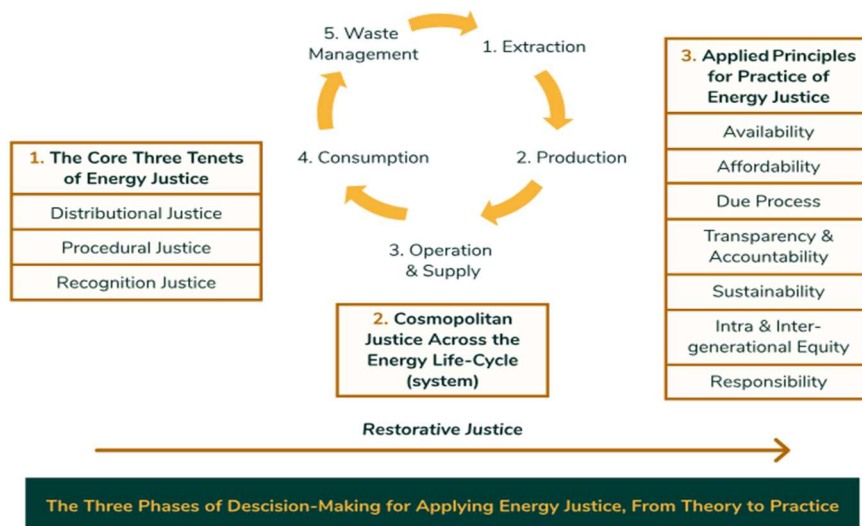 5. Waste
Management
1. Extraction
2. Production
3. Operation
& Supply
4. Consumption
1. The Core Three Tenets
of Energy Justice
Distributional Justice
Procedural Justice
Recognition Justice
2. Cosmopolitan
Justice Across the
Energy Life-Cycle
(system)
3. Applied Principles
for Practice of
Energy Justice
Availability
Affordability
Due Process
Transparency &
Accountability
Sustainability
Intra & Inter-
generational Equity
Responsibility
Restorative Justice
The Three Phases of Descision-Making for Applying Energy Justice, From Theory to Practice